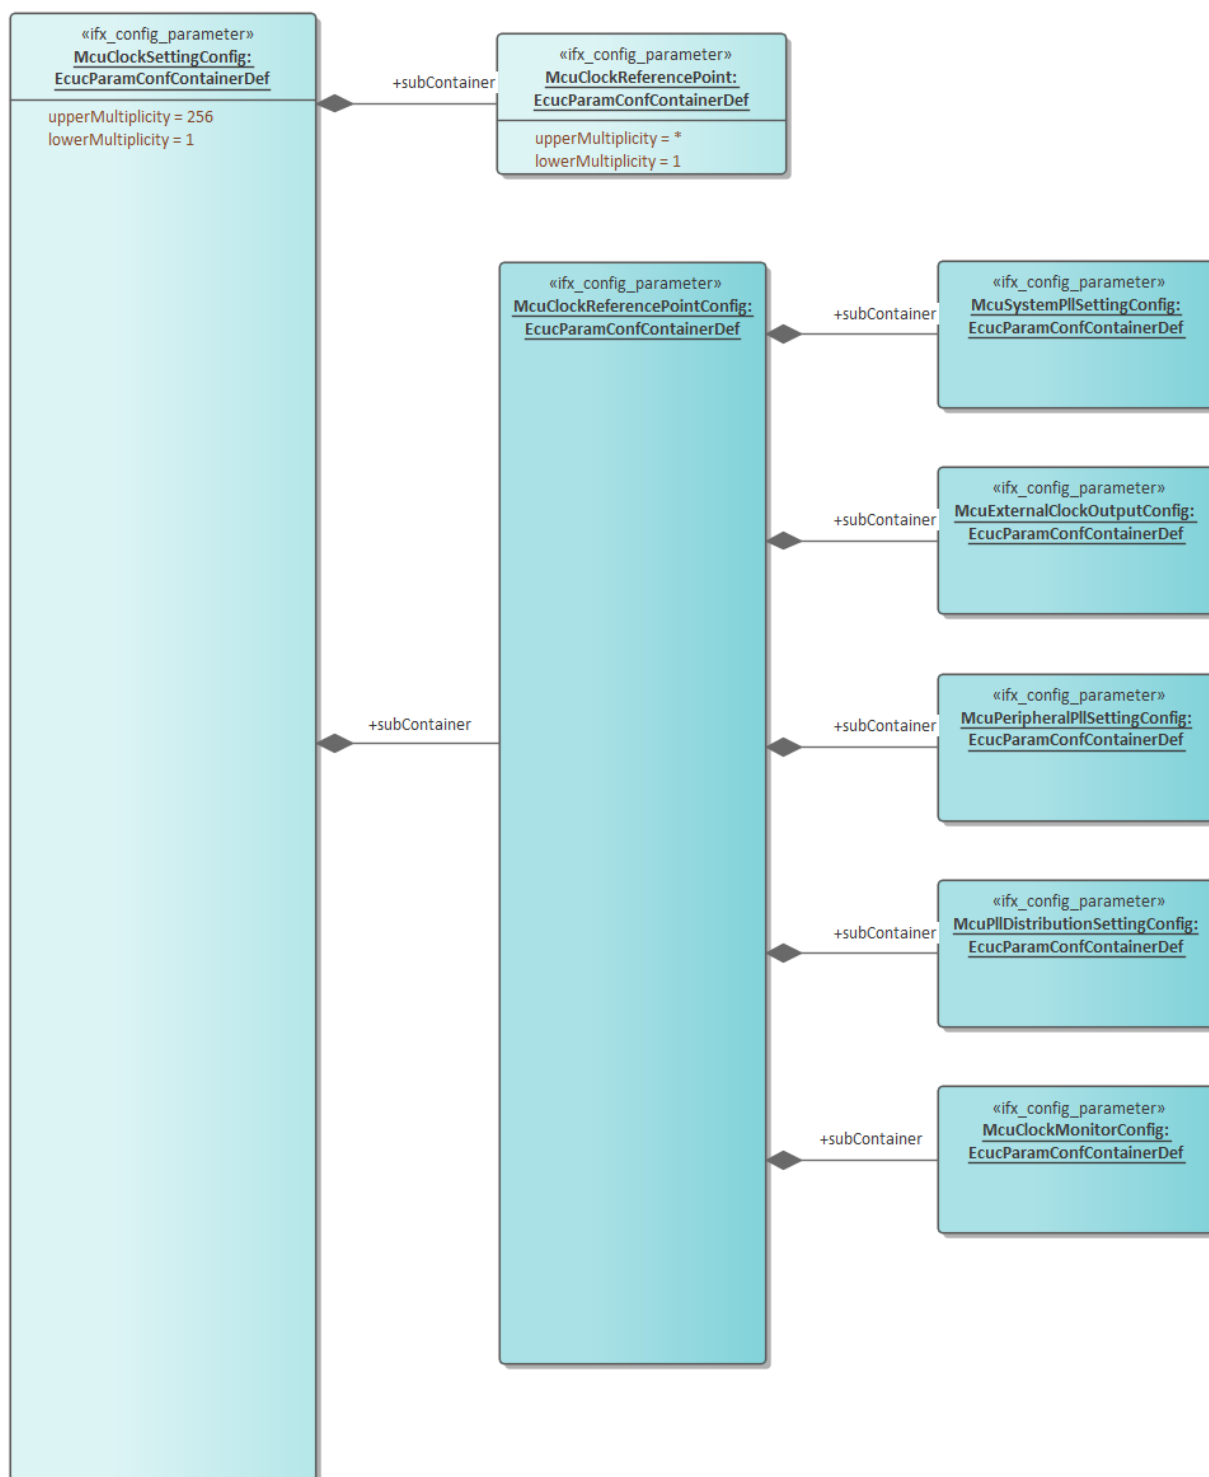 «ifx_config_parameter»
McuClockSettingConfig:
EcucParamConfContainerDef
upperMultiplicity = 256
lowerMultiplicity = 1
+subContainer
«ifx_config_parameter»
McuClockReferencePoint:
EcucParamConfContainerDef
upperMultiplicity = *
lowerMultiplicity = 1
+subContainer
«ifx_config_parameter»
McuClockReferencePointConfig:
EcucParamConfContainerDef
+subContainer
«ifx_config_parameter»
McuSystemPllSettingConfig:
EcucParamConfContainerDef
+subContainer
«ifx_config_parameter»
McuExternalClockOutputConfig:
EcucParamConfContainerDef
+subContainer
«ifx_config_parameter»
McuPeripheralPllSettingConfig:
EcucParamConfContainerDef
+subContainer
«ifx_config_parameter»
McuPllDistributionSettingConfig:
EcucParamConfContainerDef
+subContainer
«ifx_config_parameter»
McuClockMonitorConfig:
EcucParamConfContainerDef